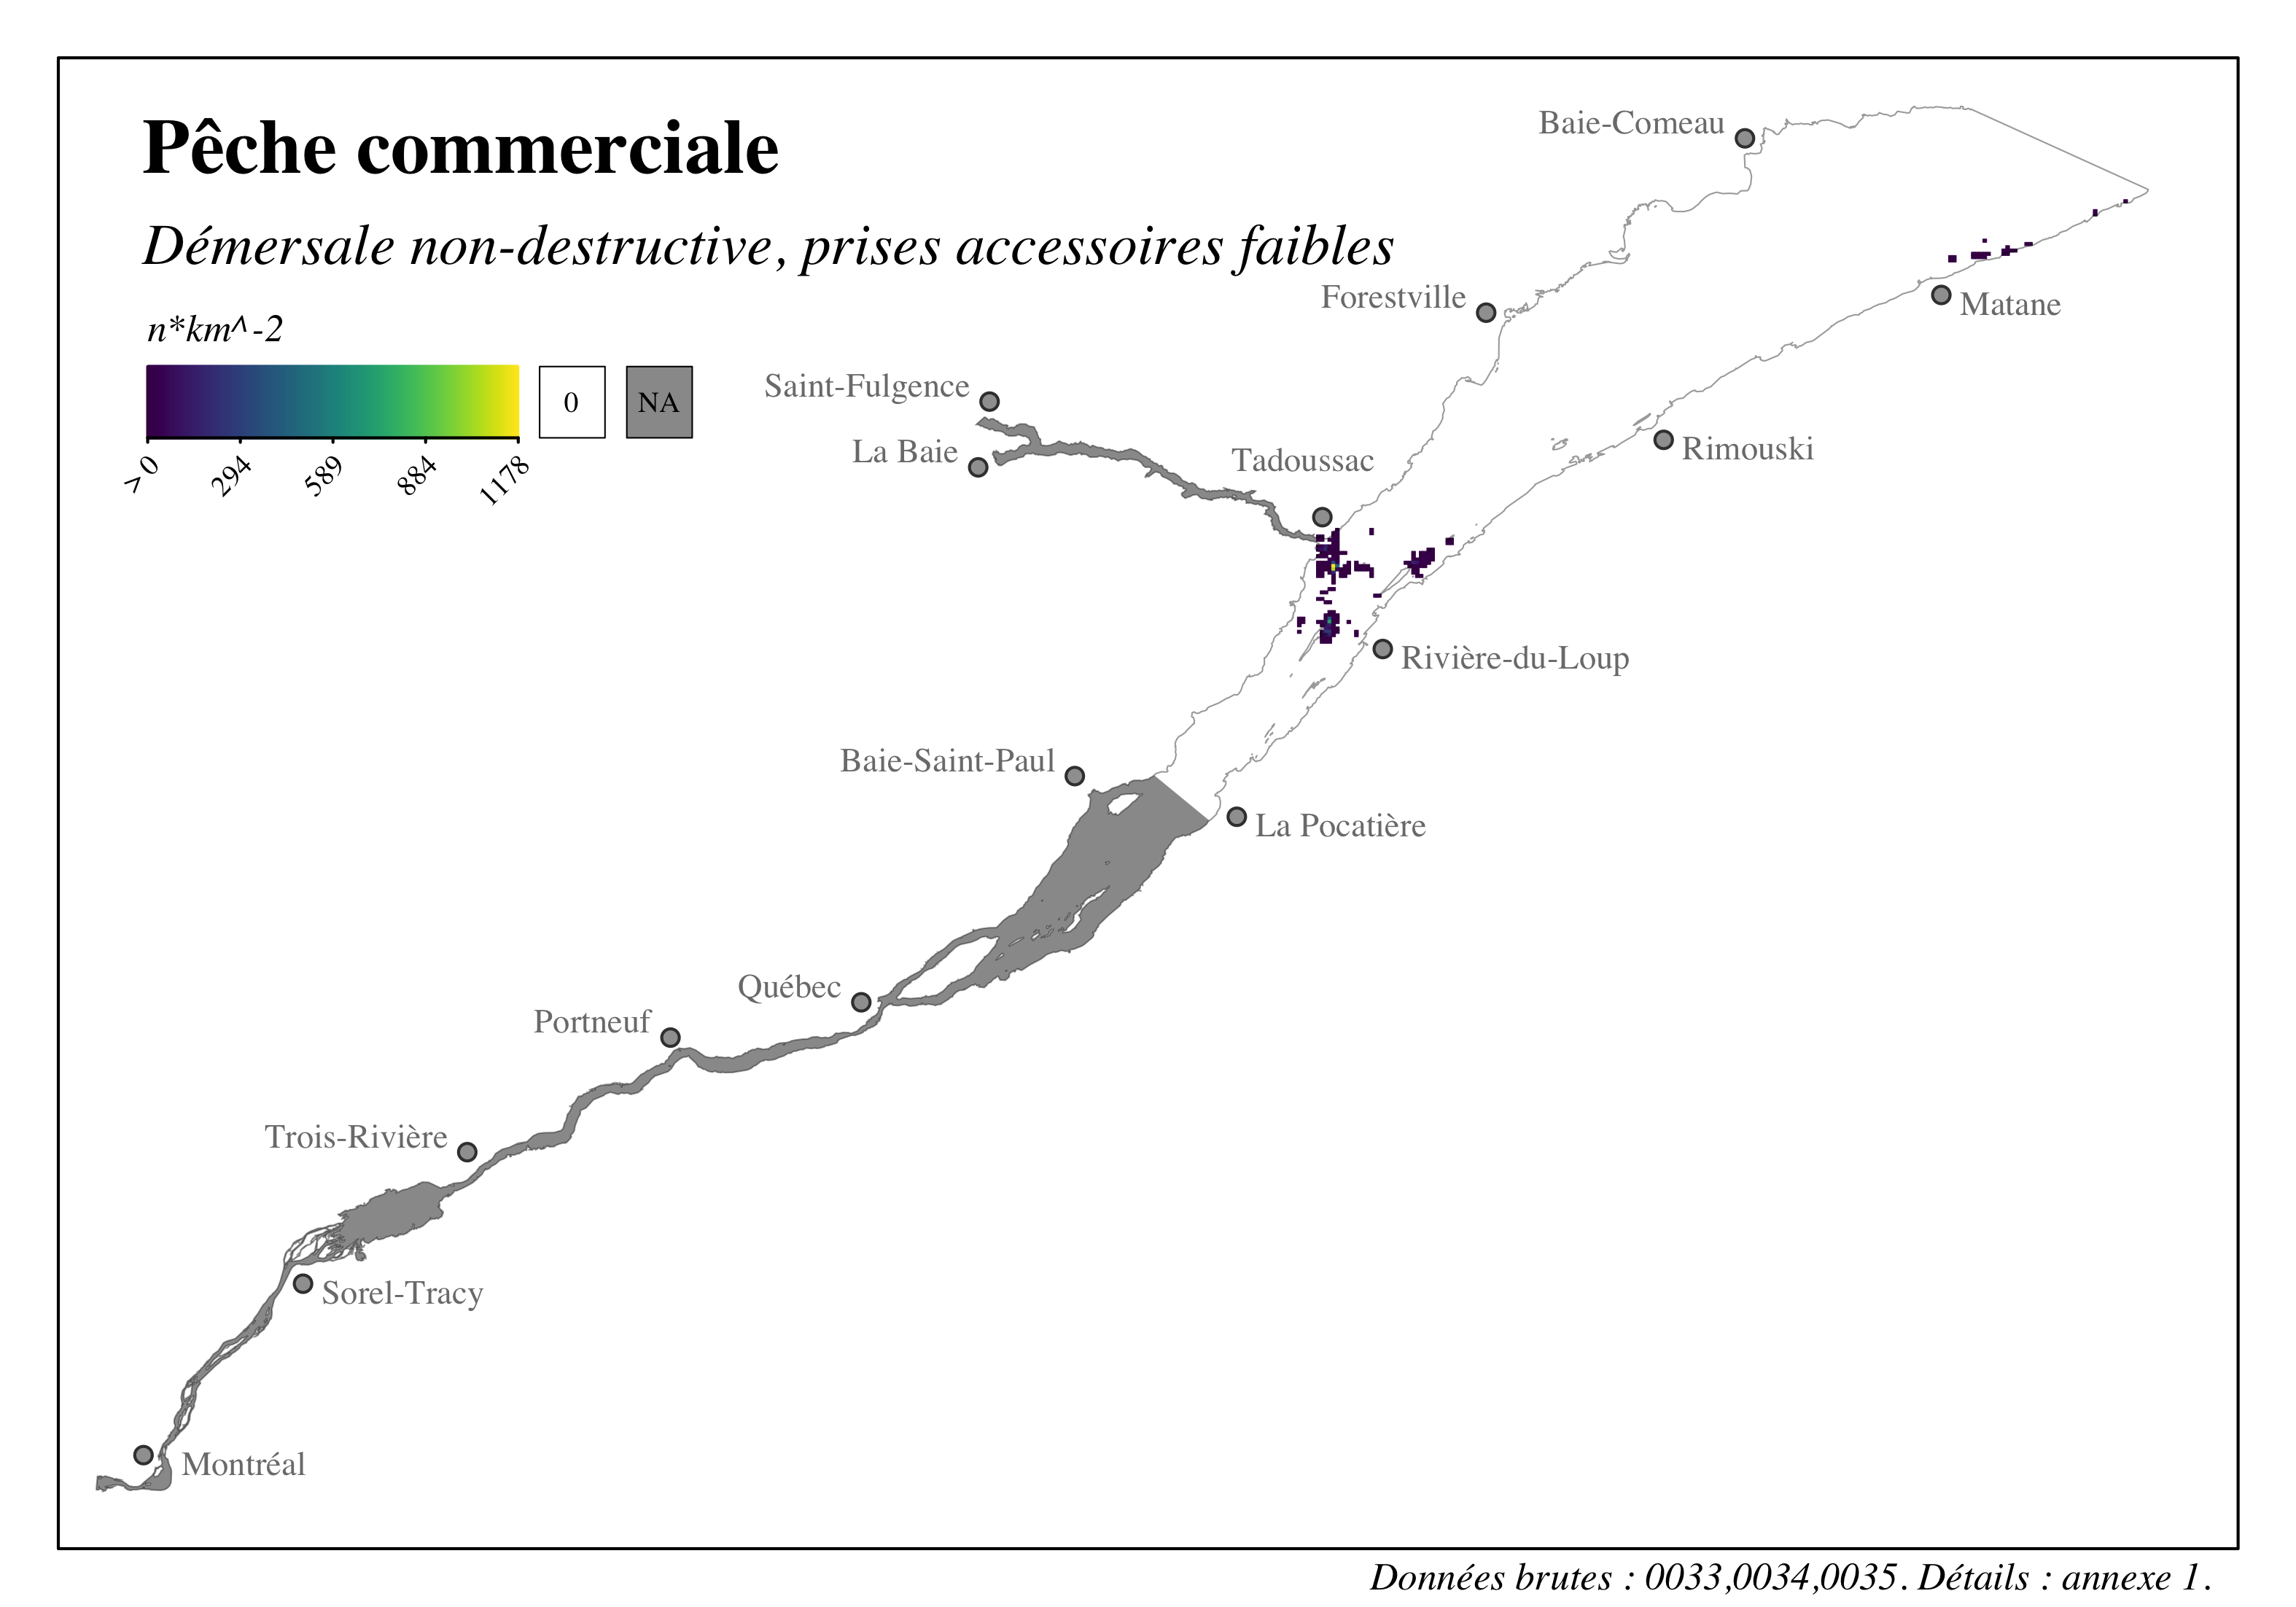 Pêche commerciale
Démersale non-destructive, prises accessoires faibles
n*km^-2
> 0
294
589
884
1178
0
NA
Baie-Comeau
Forestville
Matane
Saint-Fulgence
La Baie
Tadoussac
Rimouski
Rivière-du-Loup
Baie-Saint-Paul
La Pocatière
Québec
Portneuf
Trois-Rivière
Sorel-Tracy
Montréal
Données brutes : 0033,0034,0035. Détails : annexe 1.